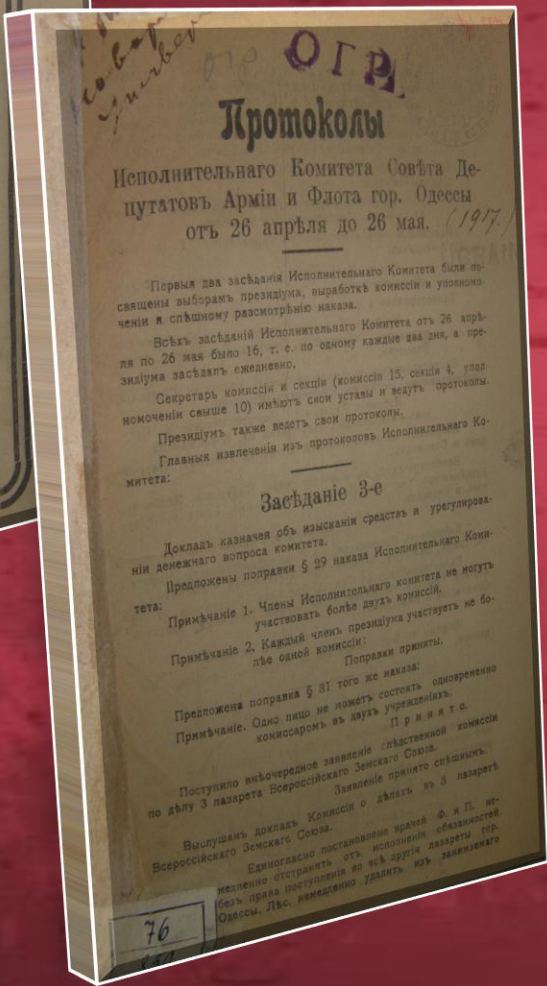 ОГР.
Протоколы
Исполнительнаго Комитета Совѣта Де-
путатовъ Арміи и Флота гор. Одессы
отъ 26 апрѣля до 26 мая. (1917.)
Первыя два засѣданія Исполнительнаго Комитета были по-
священы выборамъ президіума, выработкѣ комиссіи и уполномо-
ченіи и спѣшному разсмотрѣнію наказа.
Всѣхъ засѣданій Исполнительнаго Комитета отъ 26 апрѣ-
ля по 26 мая было 16, т. е. по одному каждые два дня, а пре-
зидіума засѣдалъ ежедневно.
Секретарь комиссіи и секція (комиссія 15, секція 4, упол
номоченіи свыше 10) имѣютъ свои уставы и ведутъ протоколы.
Президіумъ также ведетъ свои протоколы.
Главныя извлеченія изъ протоколовъ Исполнительнаго Ко-
митета:
Засѣданіе 3-е
Докладъ казначея объ изысканіи средствъ и урегулирова-
ніи денежнаго вопроса комитета.
Предложены поправки § 29 наказа Исполнительнаго Коми-
тета:
Примѣчаніе 1. Члены Исполнительнаго комитета не могутъ
участвовать болѣе двухъ комиссій.
Примѣчаніе 2. Каждый членъ президіума участвуетъ не бо-
лѣе одной комиссіи:
Поправки приняты.
Предложена поправка § 31 того же наказа:
Примѣчаніе. Одно лицо не можетъ состоять одновременно
комиссаромъ въ двухъ учрежденіяхъ.
Принято.
Поступило внѣочередное заявленіе слѣдственной комиссіи
по дѣлу 3 лазарета Всероссійскаго Земскаго Союза.
Заявленіе принято спѣшнымъ.
Выслушанъ докладъ Комиссіи о дѣлахъ въ 3 лазаретѣ
Всероссійскаго Земскаго Союза.
Единогласно постановлено врачей Ф. и П. не-
медленно отстранить отъ исполненія обязанностей
безъ права поступленія во всѣ другія лазареты гор.
Одессы. Лѣс. немедленно удалить изъ занимаемаго
76